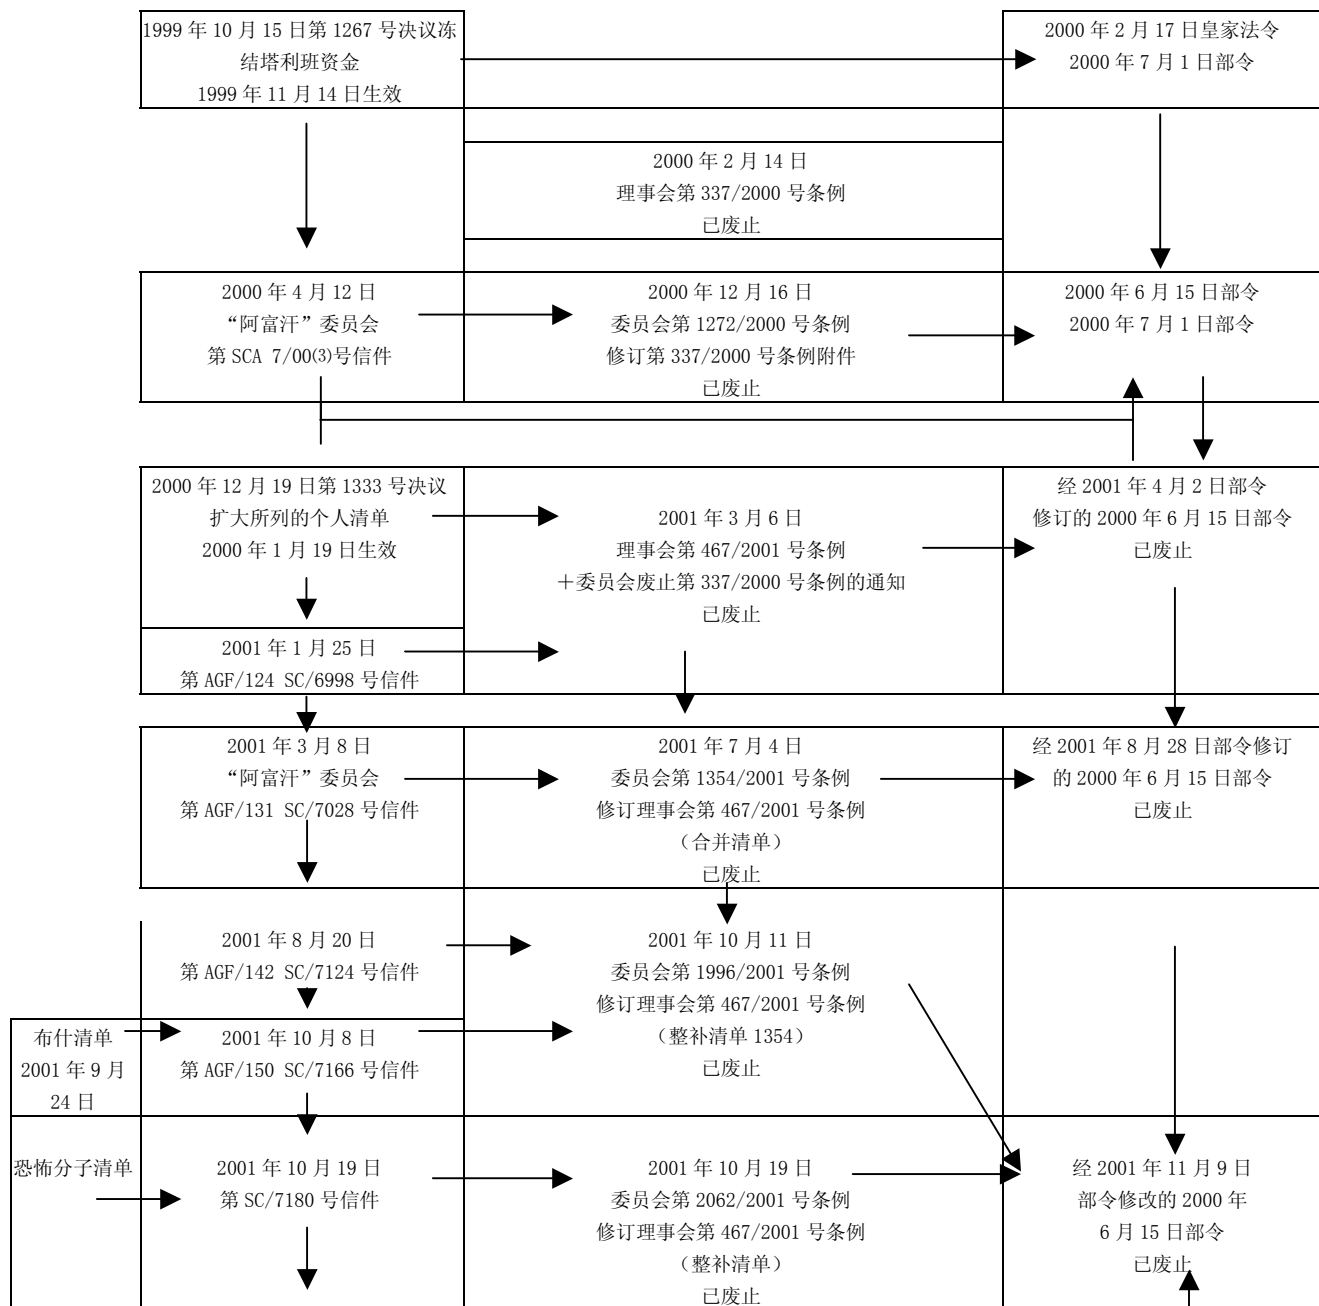 1999 年 10 月 15 日第 1267 号决议冻
结塔利班资金
1999 年 11 月 14 日生效
2000 年 2 月 17 日皇家法令
2000 年 7 月 1 日部令
2000 年 2 月 14 日
理事会第 337/2000 号条例
已废止
2000 年 4 月 12 日
“阿富汗”委员会
第 SCA 7/00(3)号信件
2000 年 12 月 16 日
委员会第 1272/2000 号条例
修订第 337/2000 号条例附件
已废止
2000 年 6 月 15 日部令
2000 年 7 月 1 日部令
2000 年 12 月 19 日第 1333 号决议
扩大所列的个人清单
2000 年 1 月 19 日生效
2001 年 3 月 6 日
理事会第 467/2001 号条例
＋委员会废止第 337/2000 号条例的通知
已废止
经 2001 年 4 月 2 日部令
修订的 2000 年 6 月 15 日部令
已废止
2001 年 1 月 25 日
第 AGF/124 SC/6998 号信件
2001 年 3 月 8 日
“阿富汗”委员会
第 AGF/131 SC/7028 号信件
2001 年 7 月 4 日
委员会第 1354/2001 号条例
修订理事会第 467/2001 号条例
（合并清单）
已废止
经 2001 年 8 月 28 日部令修订
的 2000 年 6 月 15 日部令
已废止
2001 年 8 月 20 日
第 AGF/142 SC/7124 号信件
2001 年 10 月 11 日
委员会第 1996/2001 号条例
修订理事会第 467/2001 号条例
（整补清单 1354）
已废止
布什清单
2001 年 9 月
24 日
2001 年 10 月 8 日
第 AGF/150 SC/7166 号信件
恐怖分子清单
2001 年 10 月 19 日
第 SC/7180 号信件
2001 年 10 月 19 日
委员会第 2062/2001 号条例
修订理事会第 467/2001 号条例
（整补清单）
已废止
经 2001 年 11 月 9 日
部令修改的 2000 年
6 月 15 日部令
已废止